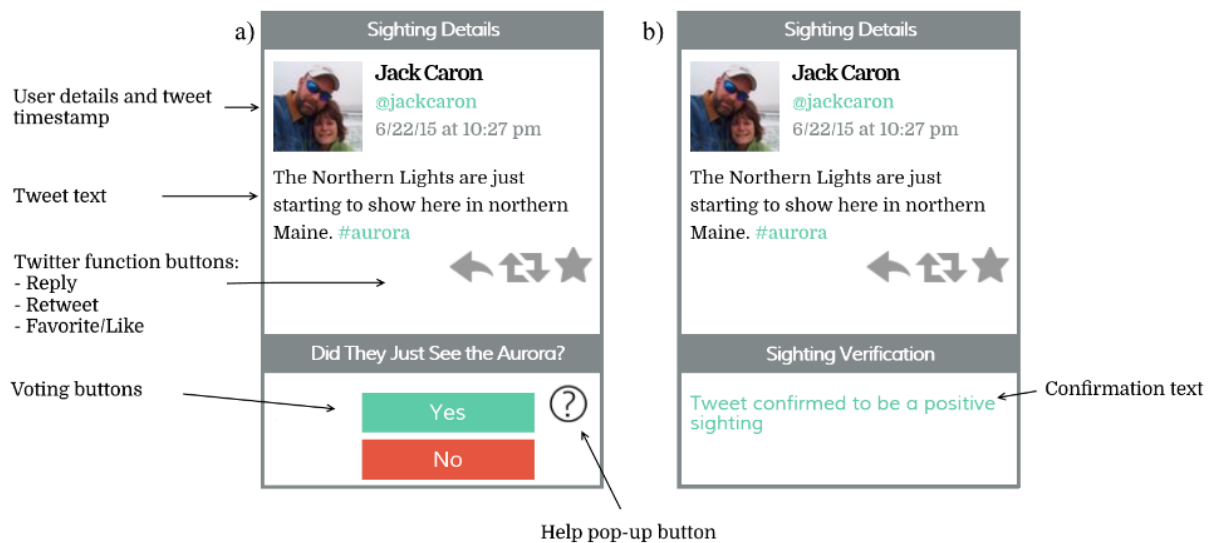 a)
Sighting Details
Jack Caron
@jackcaron
6/22/15 at 10:27 pm
The Northern Lights are just
starting to show here in northern
Maine. #aurora
Did They Just See the Aurora?
Yes
?
No
User details and tweet
timestamp
Tweet text
Twitter function buttons:
- Reply
- Retweet
- Favorite/Like
Voting buttons
Help pop-up button
b)
Sighting Details
Jack Caron
@jackcaron
6/22/15 at 10:27 pm
The Northern Lights are just
starting to show here in northern
Maine. #aurora
Sighting Verification
Tweet confirmed to be a positive
sighting
Confirmation text